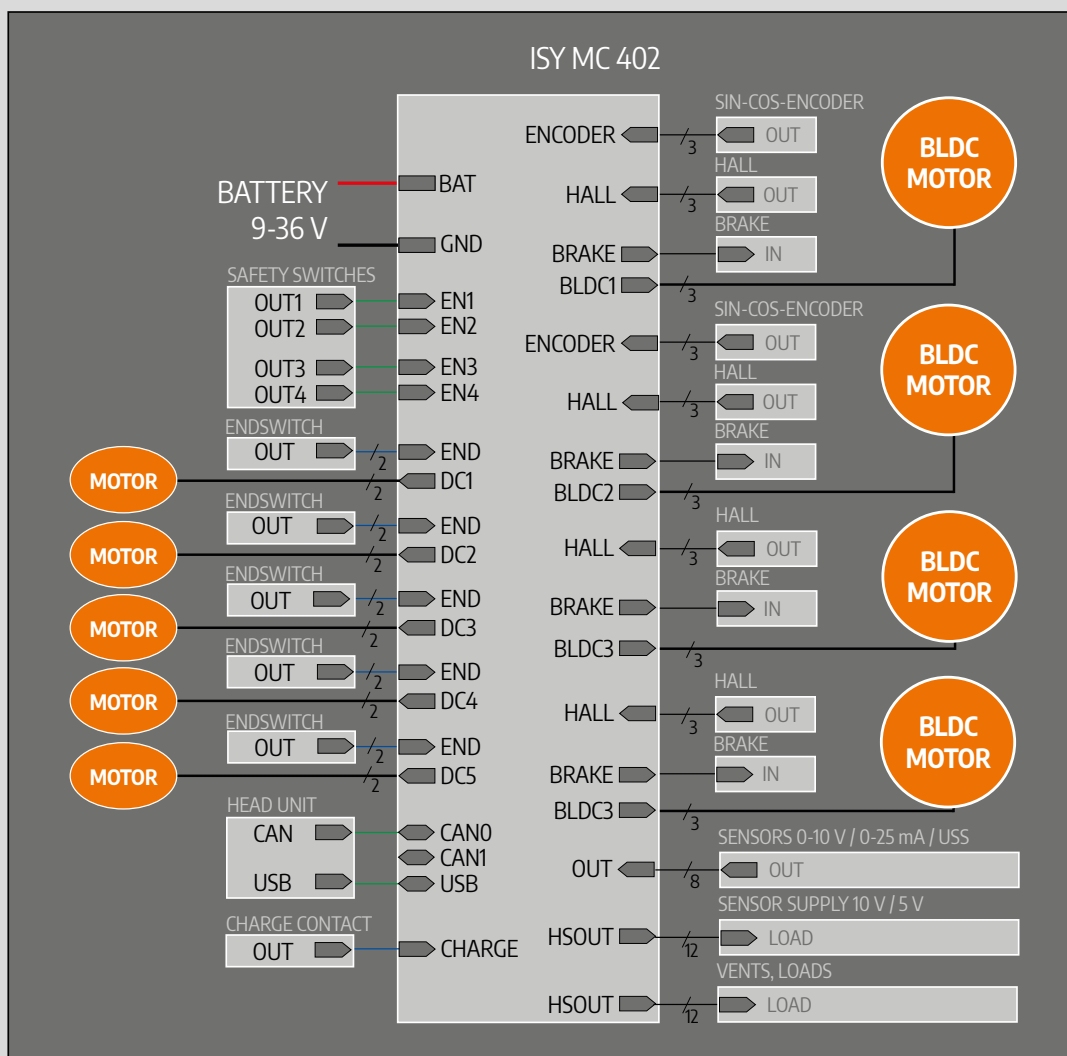 ISY MC 402
BATTERY
9-36 V
BAT
GND
SAFETY SWITCHES
OUT1
EN1
OUT2
EN2
OUT3
EN3
OUT4
EN4
ENDSWITCH
OUT
2
END
MOTOR
2
DC1
ENDSWITCH
OUT
2
END
MOTOR
2
DC2
ENDSWITCH
OUT
2
END
MOTOR
2
DC3
ENDSWITCH
OUT
2
END
MOTOR
2
DC4
ENDSWITCH
OUT
2
END
MOTOR
2
DC5
HEAD UNIT
CAN
CAN0
CAN1
USB
USB
CHARGE CONTACT
OUT
CHARGE
SIN-COS-ENCODER
ENCODER
3
OUT
HALL
HALL
3
OUT
BRAKE
BRAKE
IN
BLDC1
3
BLDC
MOTOR
SIN-COS-ENCODER
ENCODER
3
OUT
HALL
HALL
3
OUT
BRAKE
BRAKE
IN
BLDC2
3
BLDC
MOTOR
HALL
HALL
3
OUT
BRAKE
BRAKE
IN
BLDC3
3
BLDC
MOTOR
HALL
HALL
3
OUT
BRAKE
BRAKE
IN
BLDC3
3
BLDC
MOTOR
SENSORS 0-10 V / 0-25 mA / USS
OUT
8
OUT
SENSOR SUPPLY 10 V / 5 V
HSOUT
12
LOAD
VENTS, LOADS
HSOUT
12
LOAD